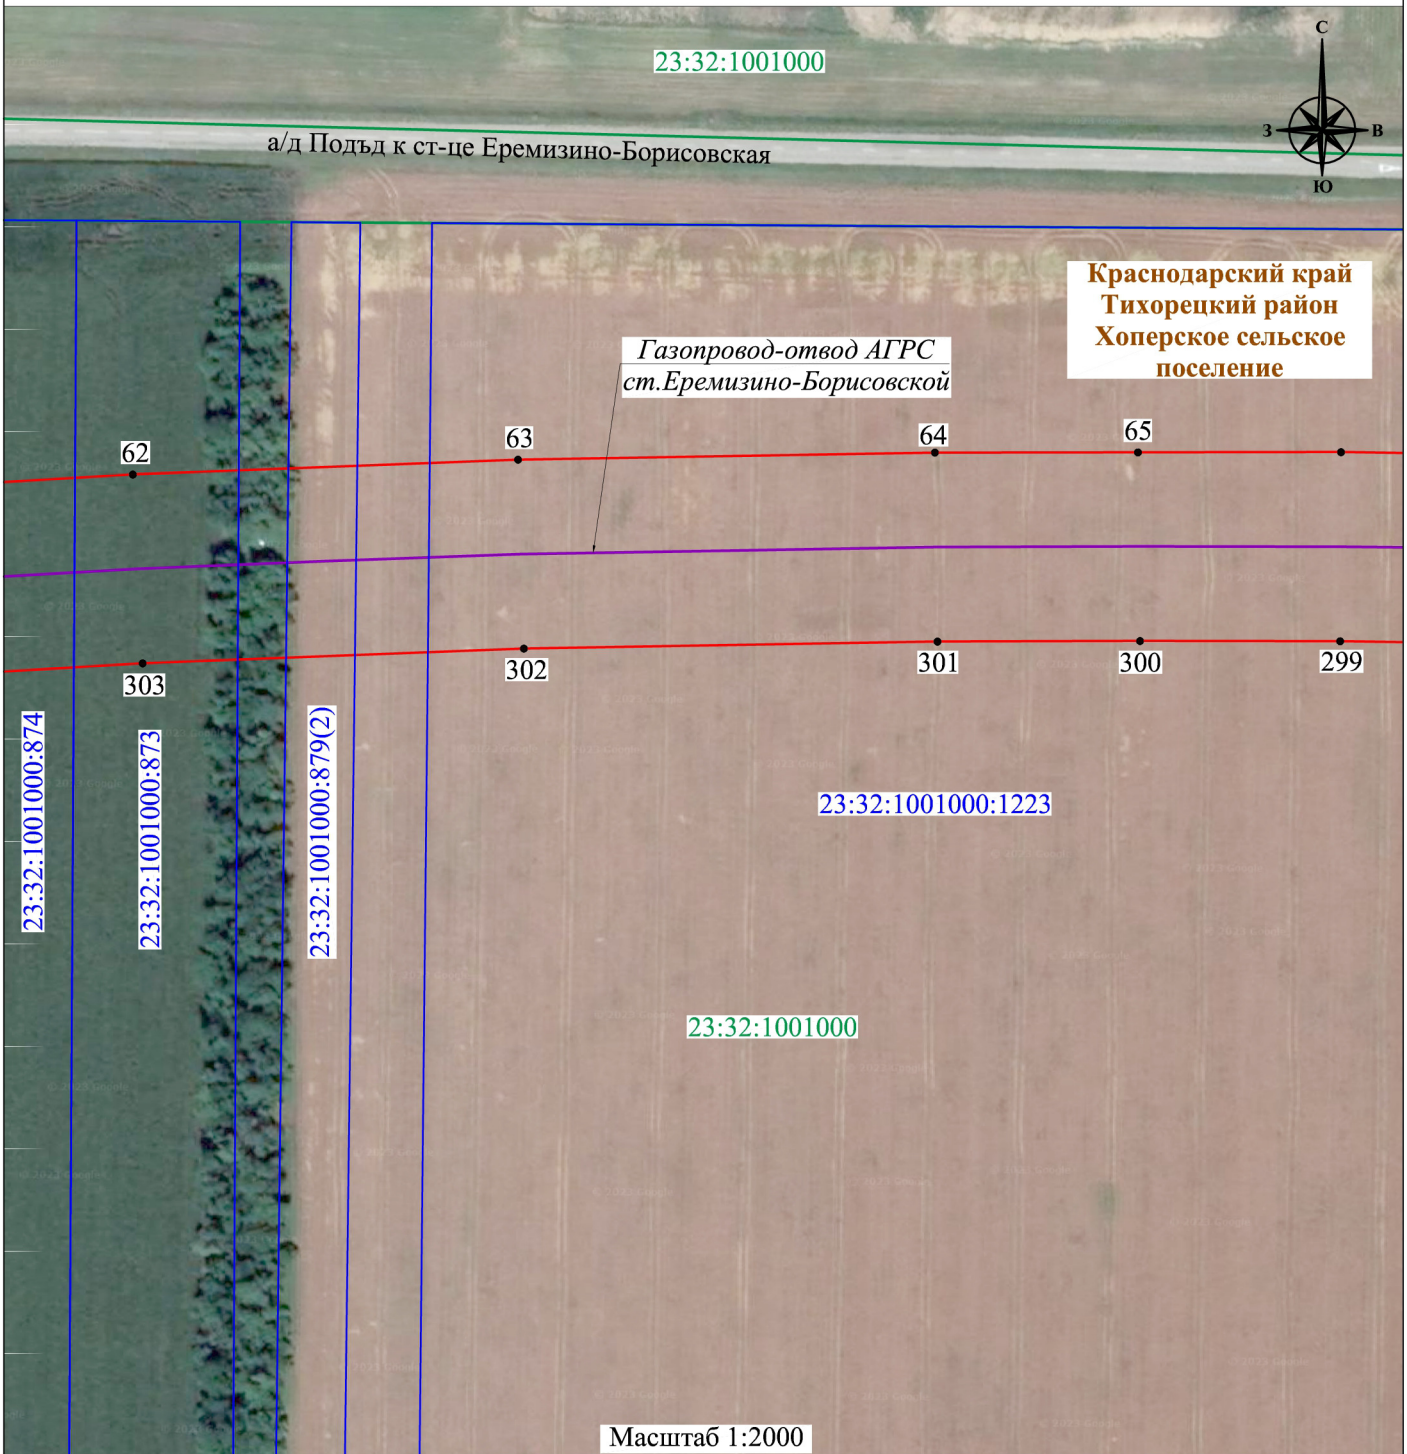 23:32:1001000
С
З
В
Ю
а/д Подъд к ст-це Еремизино-Борисовская
Краснодарский край
Тихорецкий район
Хоперское сельское
поселение
Газопровод-отвод АГРС
ст.Еремизино-Борисовской
62
63
64
65
303
302
301
300
299
23:32:1001000:874
23:32:1001000:873
23:32:1001000:879(2)
23:32:1001000:1223
23:32:1001000
Масштаб 1:2000